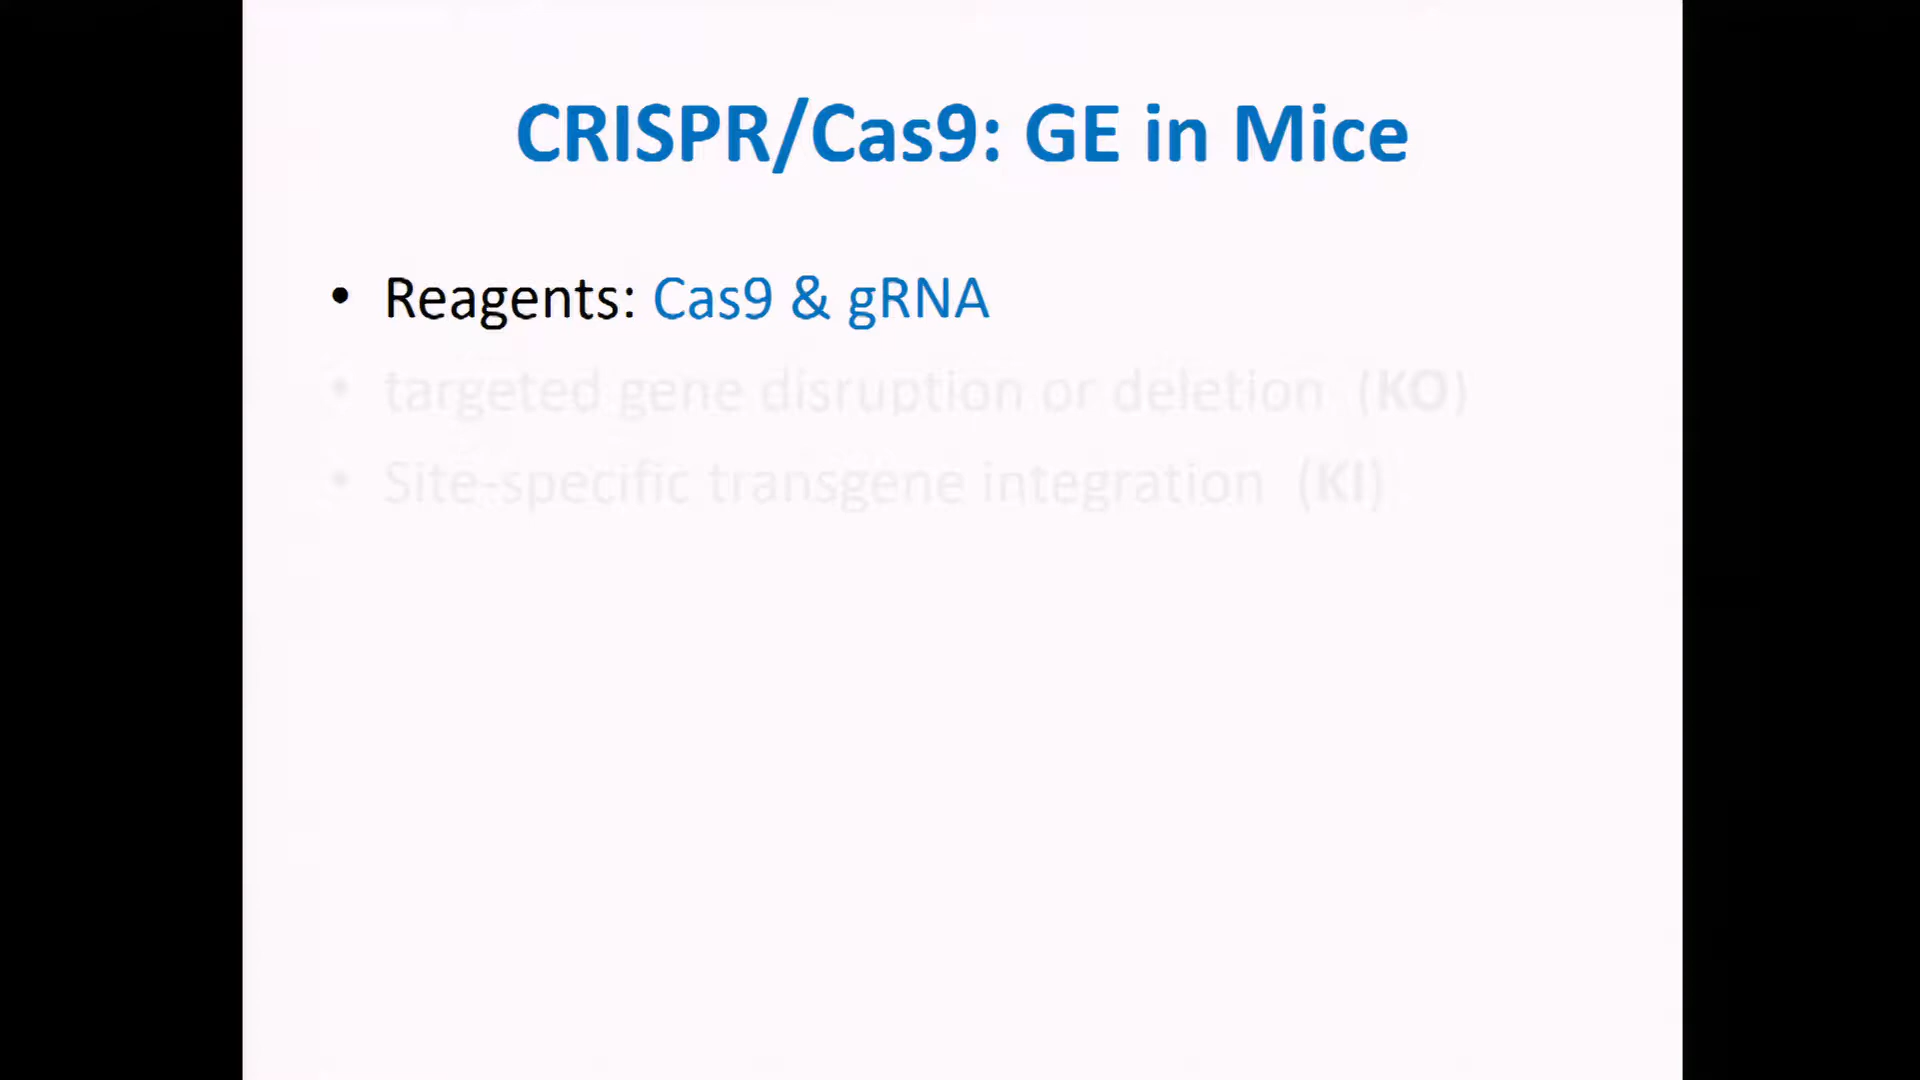 CRISPR/Cas9: GE in Mice
• Reagents: Cas9 & gRNA
• targeted gene disruption or deletion (KO)
• Site-specific transgene integration (KI)